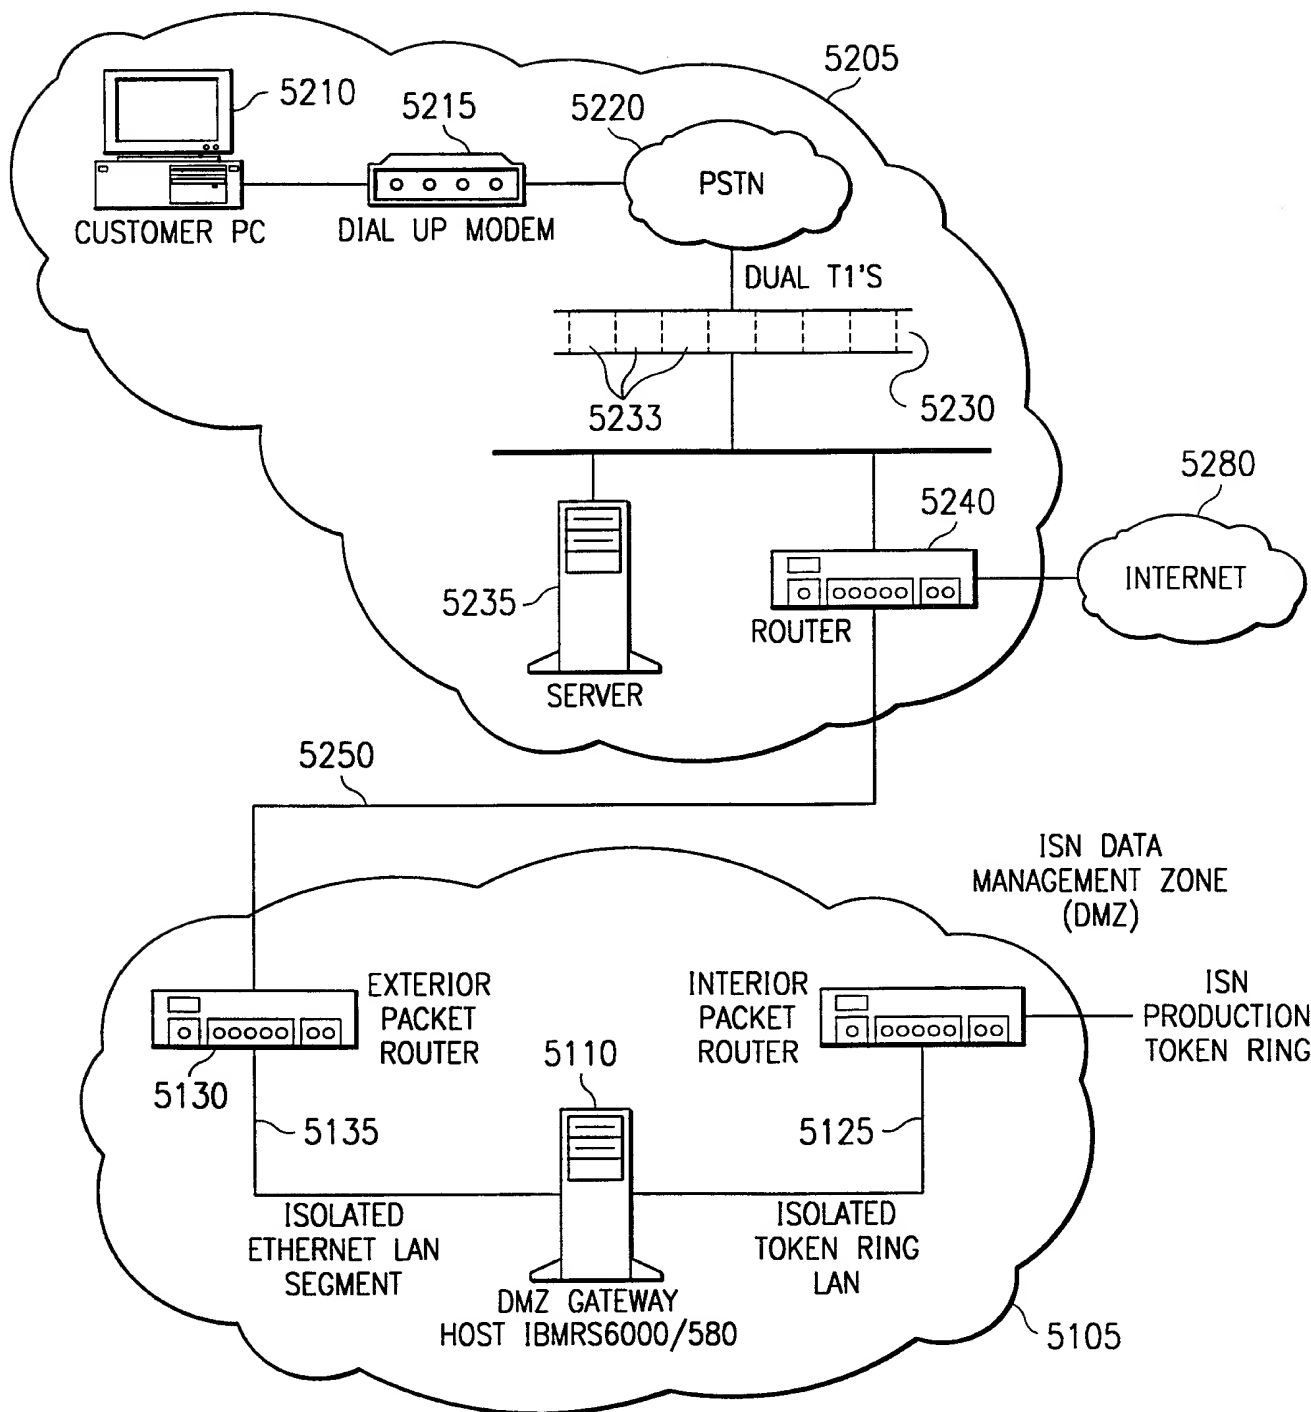 5205
5210
5215
5220
PSTN
CUSTOMER PC
DIAL UP MODEM
DUAL T1'S
5233
5230
5280
5240
INTERNET
5235
ROUTER
SERVER
5250
ISN DATA
MANAGEMENT ZONE
(DMZ)
EXTERIOR
PACKET
ROUTER
INTERIOR
PACKET
ROUTER
ISN
PRODUCTION
TOKEN RING
5130
5110
5135
5125
ISOLATED
ETHERNET LAN
SEGMENT
ISOLATED
TOKEN RING
LAN
DMZ GATEWAY
HOST IBMRS6000/580
5105